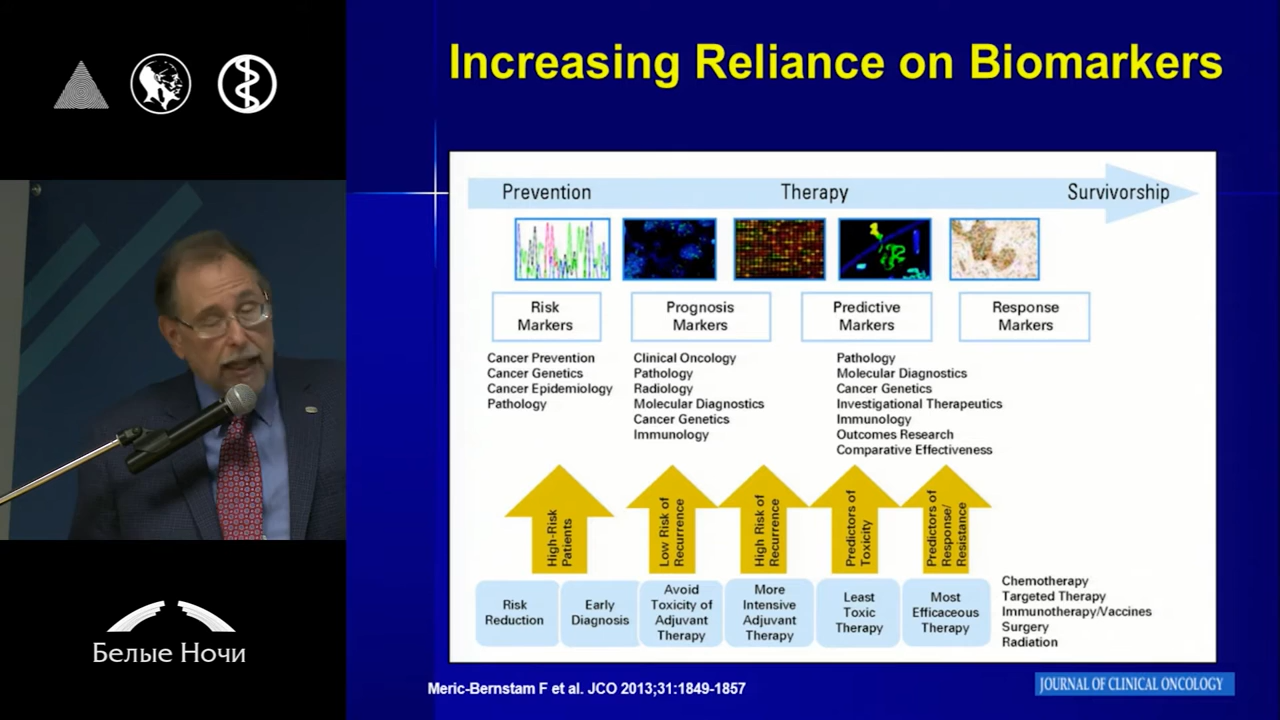 Increasing Reliance on Biomarkers
Prevention
Therapy
Survivorship
Risk
Markers
Prognosis
Markers
Predictive
Markers
Response
Markers
Cancer Prevention
Cancer Genetics
Cancer Epidemiology
Pathology
Clinical Oncology
Pathology
Radiology
Molecular Diagnostics
Cancer Genetics
Immunology
Pathology
Molecular Diagnostics
Cancer Genetics
Investigational Therapeutics
Immunology
Outcomes Research
Comparative Effectiveness
High-Risk
Patients
Low Risk of
Recurrence
High Risk of
Recurrence
Predictors of
Toxicity
Predictors of
Response/
Resistance
Risk
Reduction
Early
Diagnosis
Avoid
Toxicity of
Adjuvant
Therapy
More
Intensive
Adjuvant
Therapy
Least
Toxic
Therapy
Most
Efficaceous
Therapy
Chemotherapy
Targeted Therapy
Immunotherapy/Vaccines
Surgery
Radiation
Белые Ночи
Meric-Bernstam F et al. JCO 2013;31:1849-1857
JOURNAL OF CLINICAL ONCOLOGY